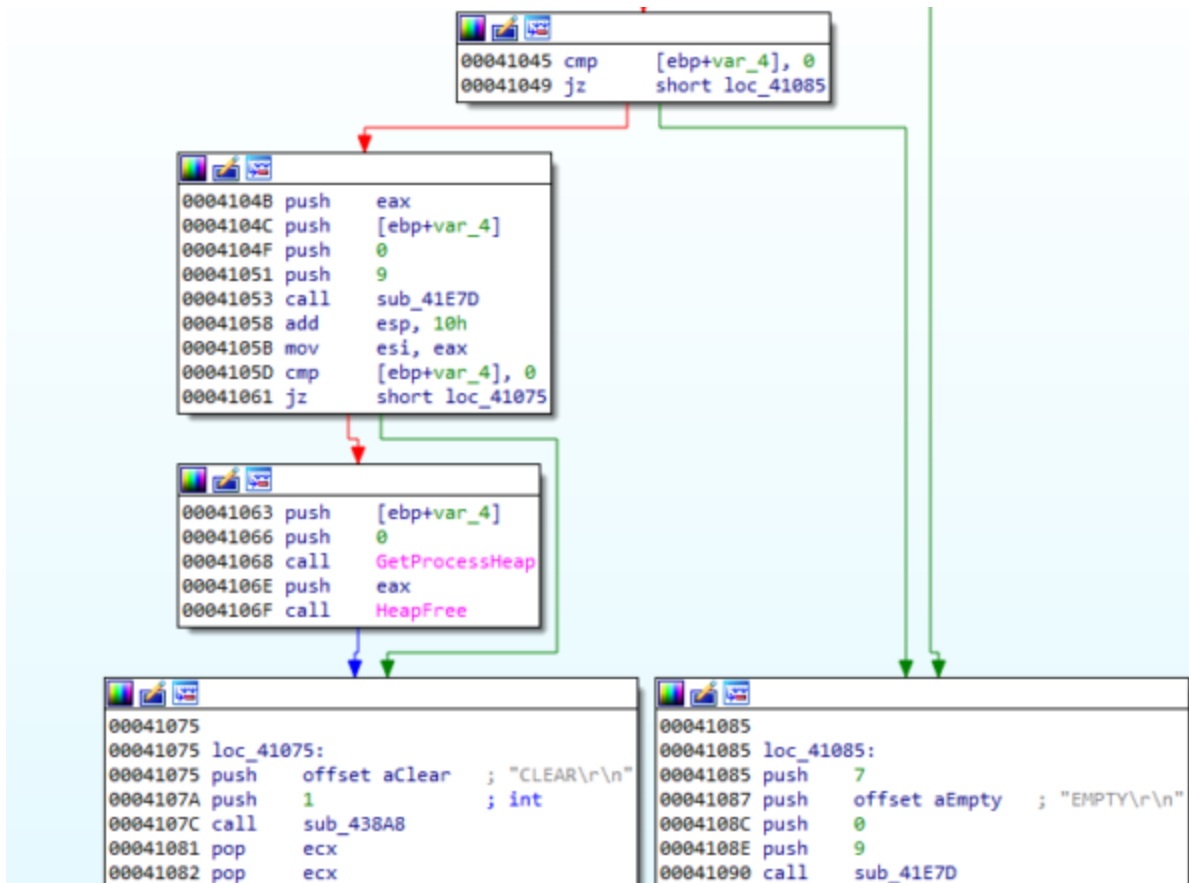 00041045 cmp [ebp+var_4], 0
00041049 jz short loc_41085
0004104B push eax
0004104C push [ebp+var_4]
0004104F push 0
00041051 push 9
00041053 call sub_41E7D
00041058 add esp, 10h
0004105B mov esi, eax
0004105D cmp [ebp+var_4], 0
00041061 jz short loc_41075
00041063 push [ebp+var_4]
00041066 push 0
00041068 call GetProcessHeap
0004106E push eax
0004106F call HeapFree
00041075
00041075 loc_41075:
00041075 push offset aClear ; "CLEAR\r\n"
0004107A push 1 ; int
0004107C call sub_438A8
00041081 pop ecx
00041082 pop ecx
00041085
00041085 loc_41085:
00041085 push 7
00041087 push offset aEmpty ; "EMPTY\r\n"
0004108C push 0
0004108E push 9
00041090 call sub_41E7D